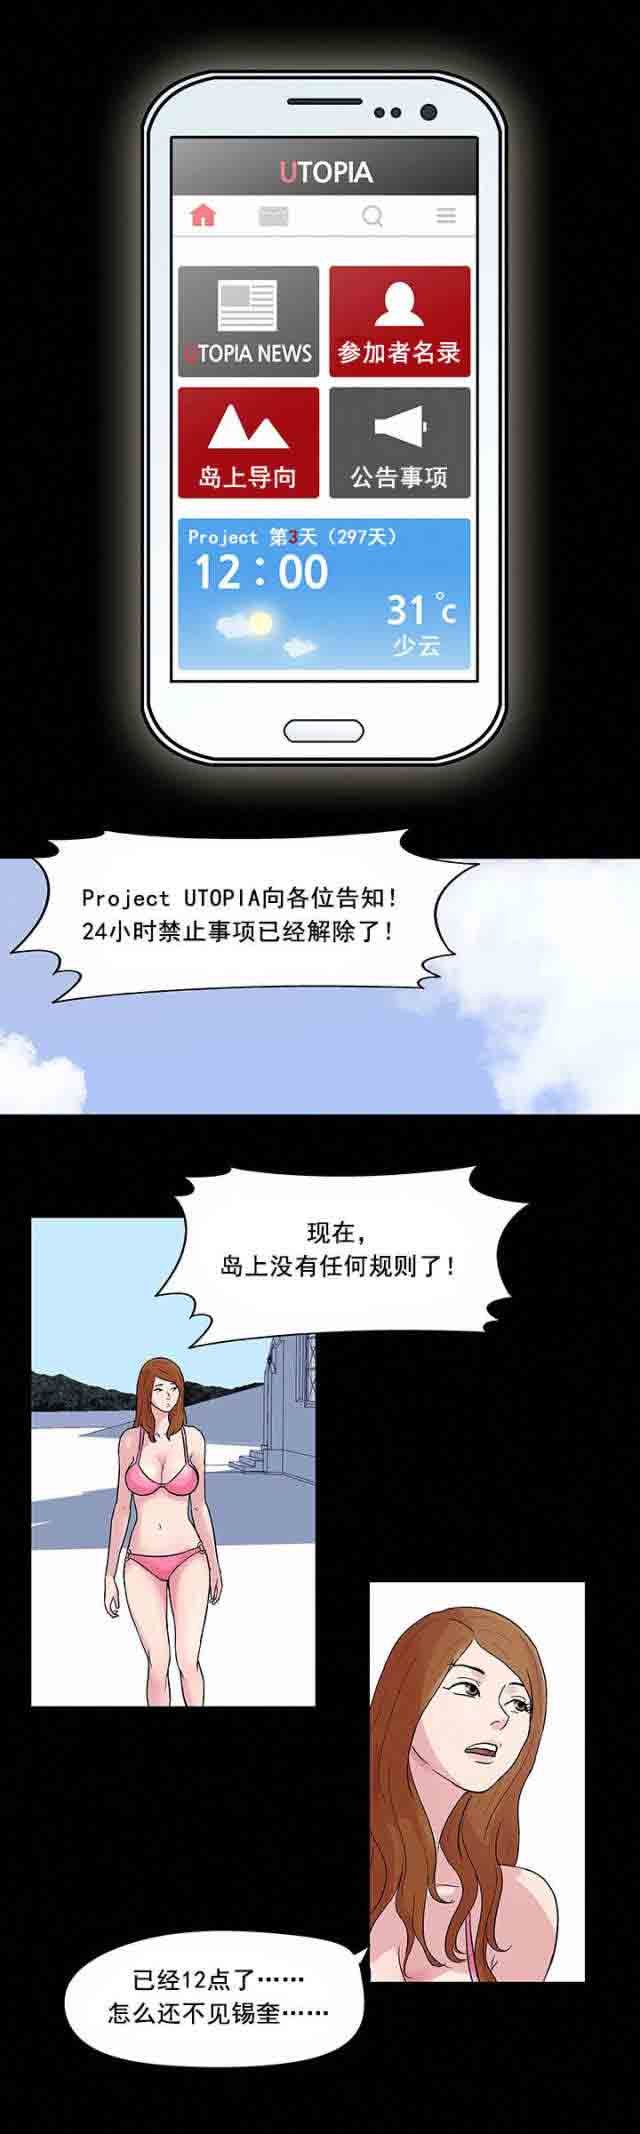 UTOPIA
UTOPIA NEWS
参加者名录
岛上导向
公告事项
Project 第3天（297天）
12：00
31℃
少云
Project UTOPIA向各位告知！
24小时禁止事项已经解除了！
现在，
岛上没有任何规则了！
已经12点了……
怎么还不见锡奎……